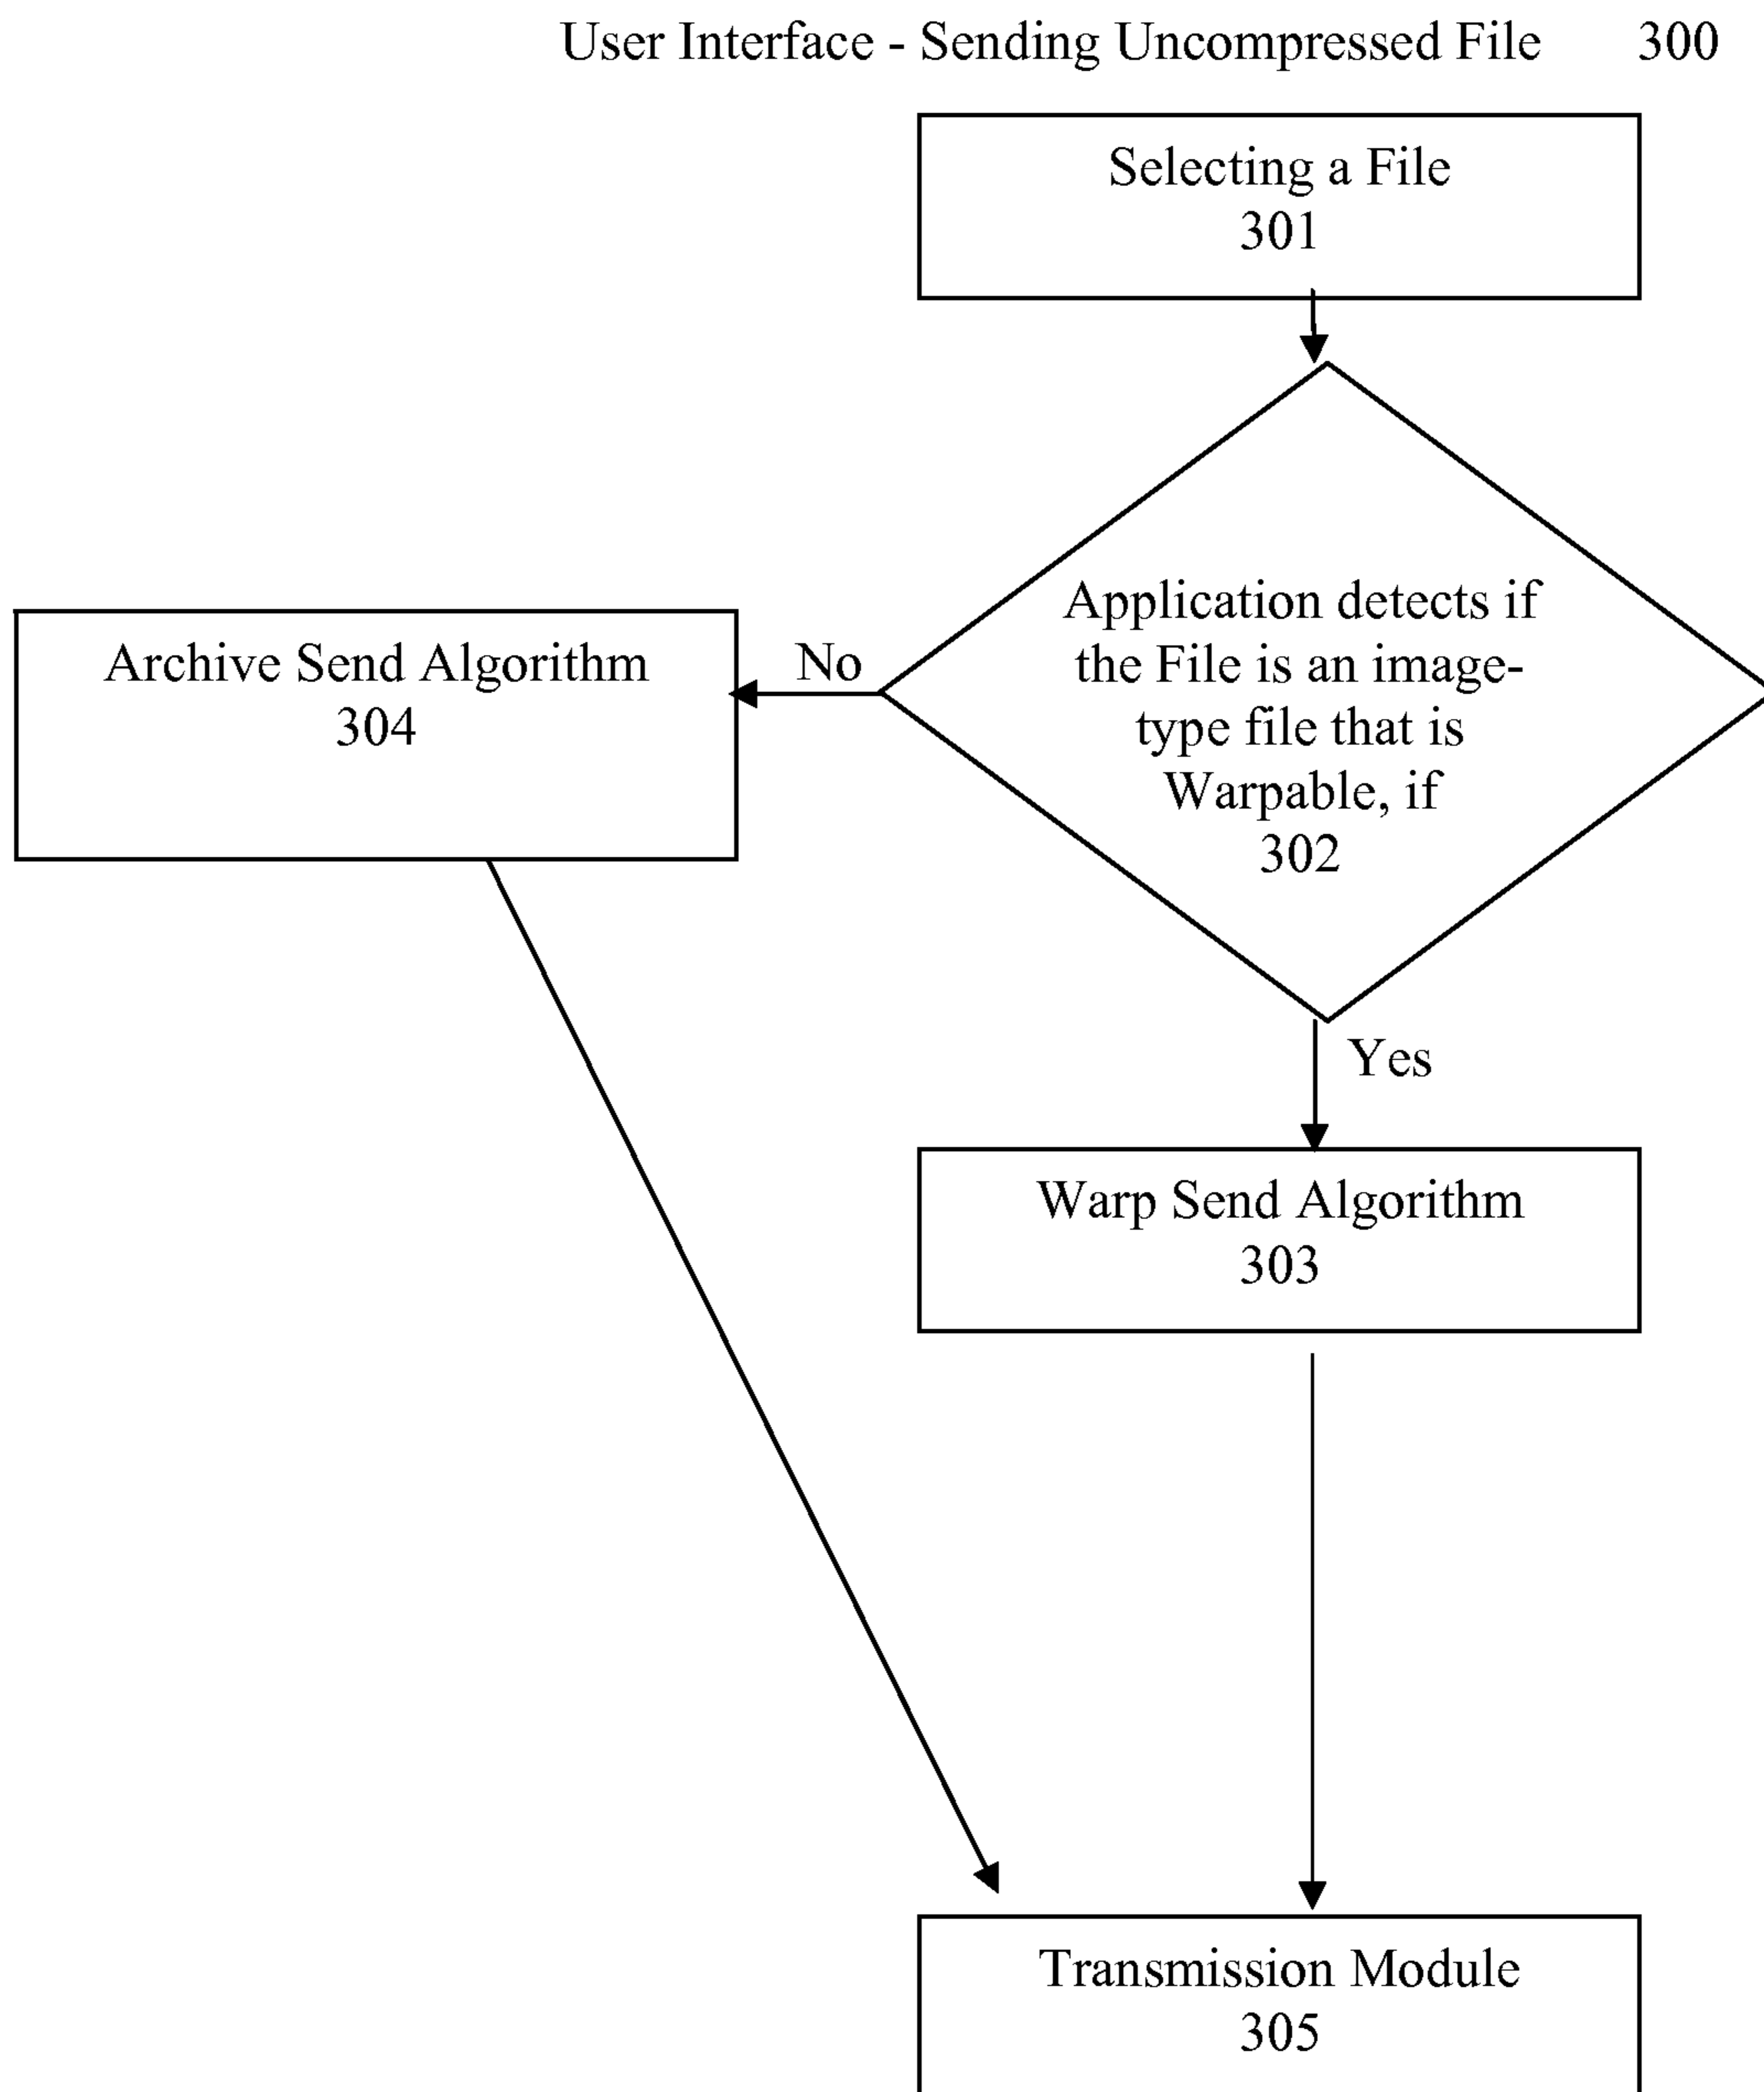 User Interface - Sending Uncompressed File 300
Selecting a File
301
Application detects if
the File is an image-
type file that is
Warpable, if
302
No
Archive Send Algorithm
304
Yes
Warp Send Algorithm
303
Transmission Module
305